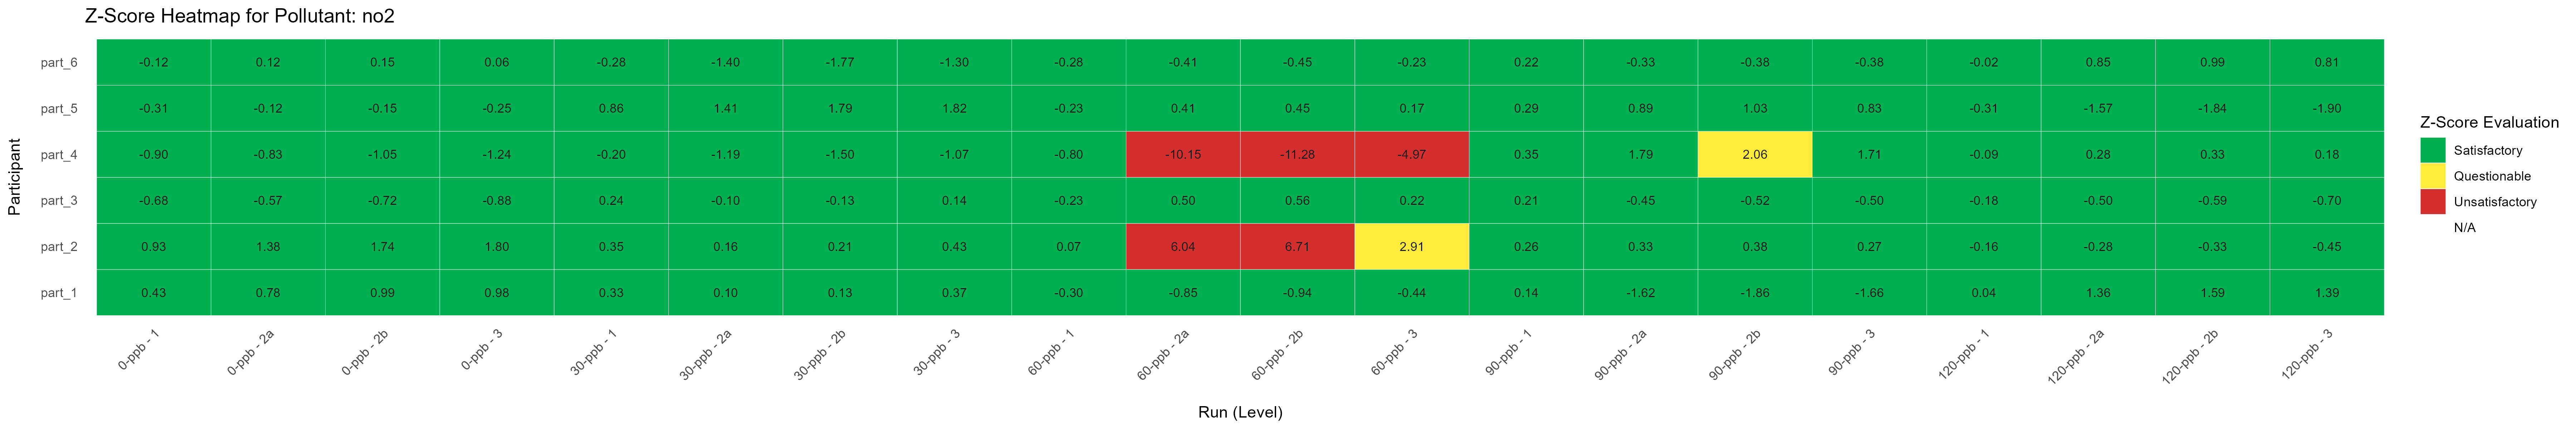 Z-Score Heatmap for Pollutant: no2
Participant
part_6 -0.12 0.12 0.15 0.06 -0.28 -1.40 -1.77 -1.30 -0.28 -0.41 -0.45 -0.23 0.22 -0.33 -0.38 -0.38 -0.02 0.85 0.99 0.81
part_5 -0.31 -0.12 -0.15 -0.25 0.86 1.41 1.79 1.82 -0.23 0.41 0.45 0.17 0.29 0.89 1.03 0.83 -0.31 -1.57 -1.84 -1.90
part_4 -0.90 -0.83 -1.05 -1.24 -0.20 -1.19 -1.50 -1.07 -0.80 -10.15 -11.28 -4.97 0.35 1.79 2.06 1.71 -0.09 0.28 0.33 0.18
part_3 -0.68 -0.57 -0.72 -0.88 0.24 -0.10 -0.13 0.14 -0.23 0.50 0.56 0.22 0.21 -0.45 -0.52 -0.50 -0.18 -0.50 -0.59 -0.70
part_2 0.93 1.38 1.74 1.80 0.35 0.16 0.21 0.43 0.07 6.04 6.71 2.91 0.26 0.33 0.38 0.27 -0.16 -0.28 -0.33 -0.45
part_1 0.43 0.78 0.99 0.98 0.33 0.10 0.13 0.37 -0.30 -0.85 -0.94 -0.44 0.14 -1.62 -1.86 -1.66 0.04 1.36 1.59 1.39
0-ppb - 1 0-ppb - 2a 0-ppb - 2b 0-ppb - 3 30-ppb - 1 30-ppb - 2a 30-ppb - 2b 30-ppb - 3 60-ppb - 1 60-ppb - 2a 60-ppb - 2b 60-ppb - 3 90-ppb - 1 90-ppb - 2a 90-ppb - 2b 90-ppb - 3 120-ppb - 1 120-ppb - 2a 120-ppb - 2b 120-ppb - 3
Run (Level)
Z-Score Evaluation
Satisfactory
Questionable
Unsatisfactory
N/A